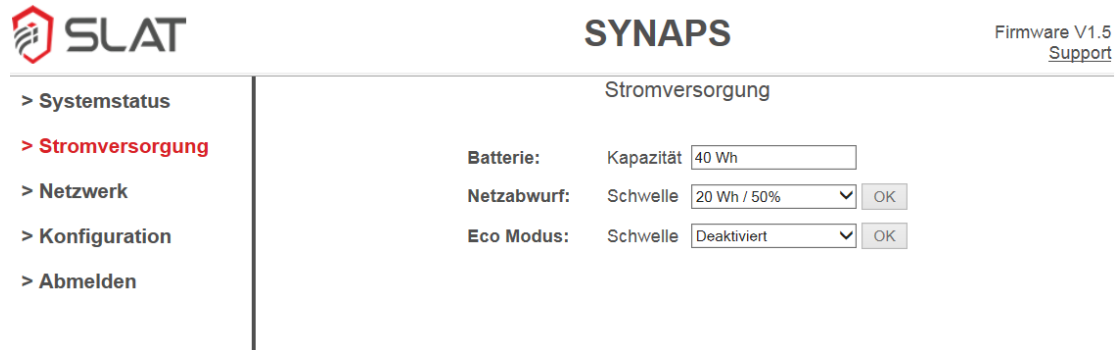 SLAT
SYNAPS
Firmware V1.5
Support
> Systemstatus
> Stromversorgung
> Netzwerk
> Konfiguration
> Abmelden
Stromversorgung
Batterie: Kapazität 40 Wh
Netzabwurf: Schwelle 20 Wh / 50% OK
Eco Modus: Schwelle Deaktiviert OK